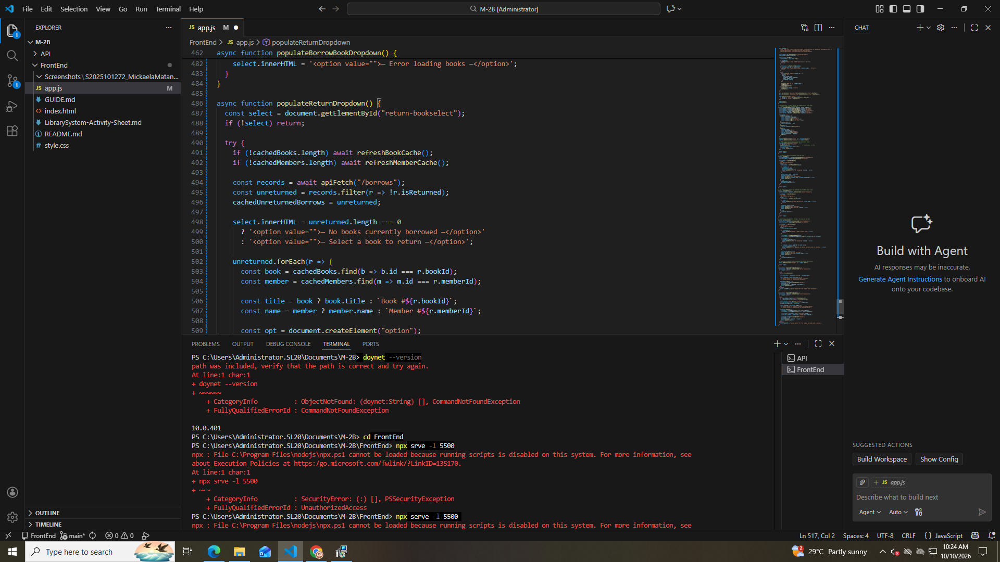 File Edit Selection View Go Run Terminal Help
M-2B [Administrator]
EXPLORER
M-2B
API
FrontEnd
Screenshots\S2025101272_MickaelaMatan...
JS app.js M
GUIDE.md
<> index.html
LibrarySystem-Activity-Sheet.md
README.md
# style.css
OUTLINE
TIMELINE
1
1
JS app.js M
FrontEnd > JS app.js > populateReturnDropdown
462 async function populateBorrowBookDropdown() {
482 select.innerHTML = '<option value="">— Error loading books —</option>';
483 }
484 }
485
486 async function populateReturnDropdown() {
487 const select = document.getElementById("return-bookselect");
488 if (!select) return;
489
490 try {
491 if (!cachedBooks.length) await refreshBookCache();
492 if (!cachedMembers.length) await refreshMemberCache();
493
494 const records = await apiFetch("/borrows");
495 const unreturned = records.filter(r => !r.isReturned);
496 cachedUnreturnedBorrows = unreturned;
497
498 select.innerHTML = unreturned.length === 0
499 ? '<option value="">— No books currently borrowed —</option>'
500 : '<option value="">— Select a book to return —</option>';
501
502 unreturned.forEach(r => {
503 const book = cachedBooks.find(b => b.id === r.bookId);
504 const member = cachedMembers.find(m => m.id === r.memberId);
505
506 const title = book ? book.title : `Book #${r.bookId}`;
507 const name = member ? member.name : `Member #${r.memberId}`;
508
509 const opt = document.createElement("option");
PROBLEMS OUTPUT DEBUG CONSOLE TERMINAL PORTS
PS C:\Users\Administrator.SL20\Documents\M-2B> doynet --version
path was included, verify that the path is correct and try again.
At line:1 char:1
+ doynet --version
+ ~~~~~~
+ CategoryInfo : ObjectNotFound: (doynet:String) [], CommandNotFoundException
+ FullyQualifiedErrorId : CommandNotFoundException
10.0.401
PS C:\Users\Administrator.SL20\Documents\M-2B> cd FrontEnd
PS C:\Users\Administrator.SL20\Documents\M-2B\FrontEnd> npx srve -l 5500
npx : File C:\Program Files\nodejs\npx.ps1 cannot be loaded because running scripts is disabled on this system. For more information, see
about_Execution_Policies at https:/go.microsoft.com/fwlink/?LinkID=135170.
At line:1 char:1
+ npx srve -l 5500
+ ~~~
+ CategoryInfo : SecurityError: (:) [], PSSecurityException
+ FullyQualifiedErrorId : UnauthorizedAccess
PS C:\Users\Administrator.SL20\Documents\M-2B\FrontEnd> npx serve -l 5500
npx : File C:\Program Files\nodejs\npx.ps1 cannot be loaded because running scripts is disabled on this system. For more information, see
API
FrontEnd
CHAT
Build with Agent
AI responses may be inaccurate.
Generate Agent Instructions to onboard AI
onto your codebase.
SUGGESTED ACTIONS
Build Workspace Show Config
+ JS app.js
Describe what to build next
Agent Auto
FrontEnd main* 0 0
Ln 517, Col 2 Spaces: 4 UTF-8 CRLF {} JavaScript
Type here to search
2 29°C Partly sunny
10:24 AM
10/10/2026